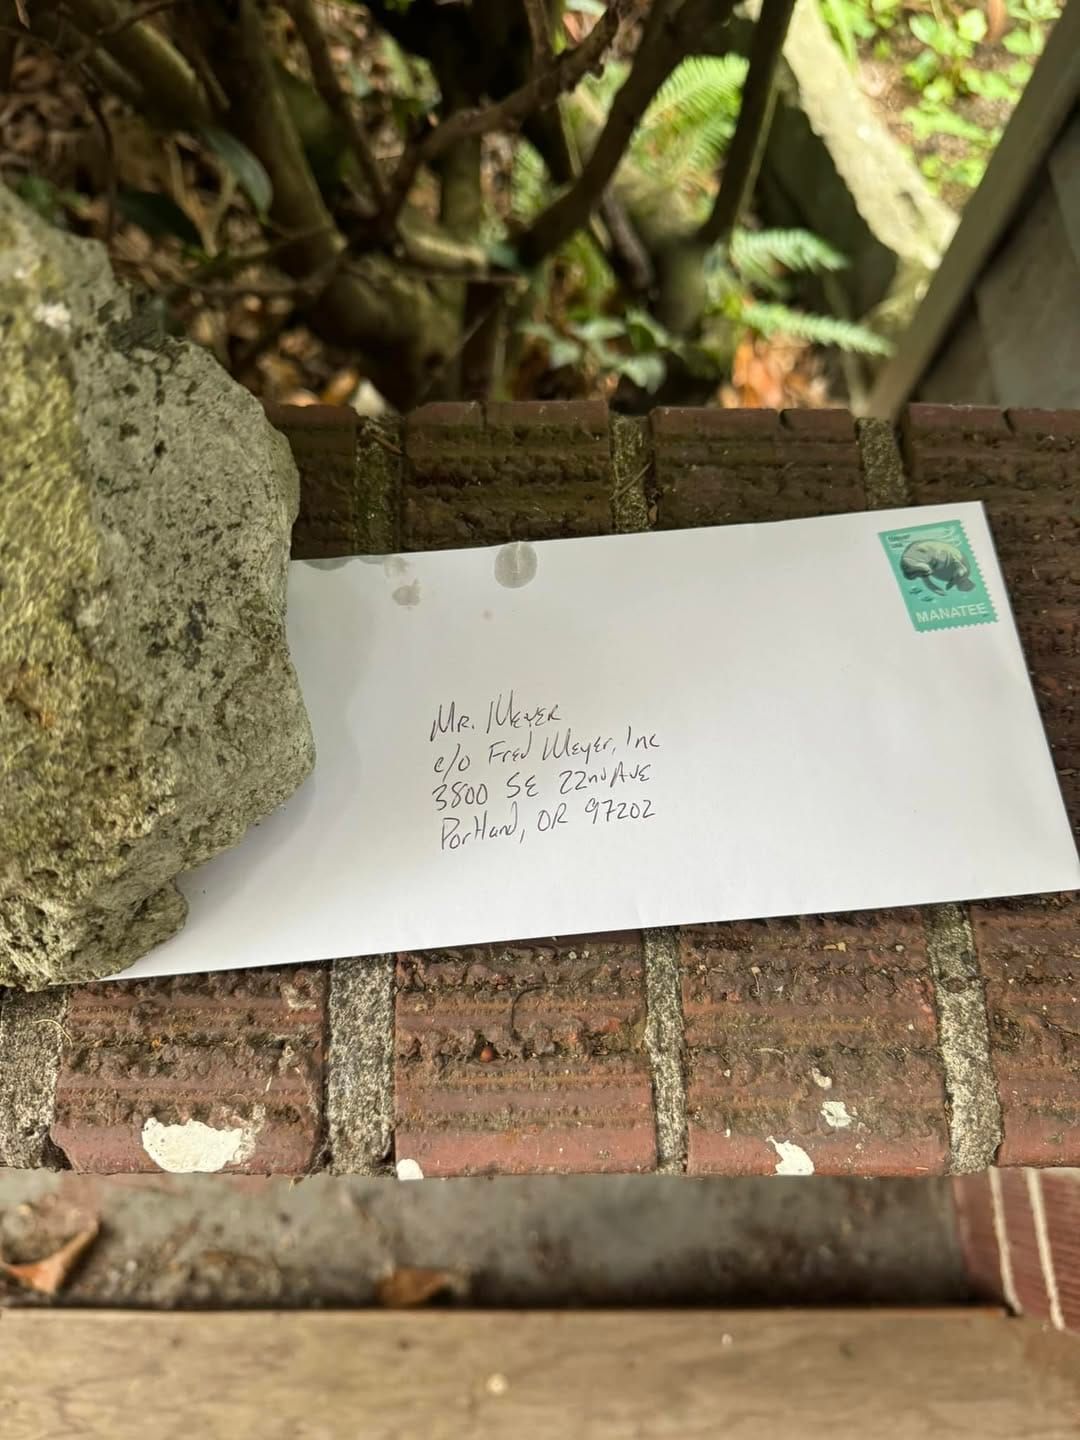 MANATEE
Mr. Meyer
c/o Fred Meyer, Inc
3800 SE 22nd Ave
Portland, OR 97202